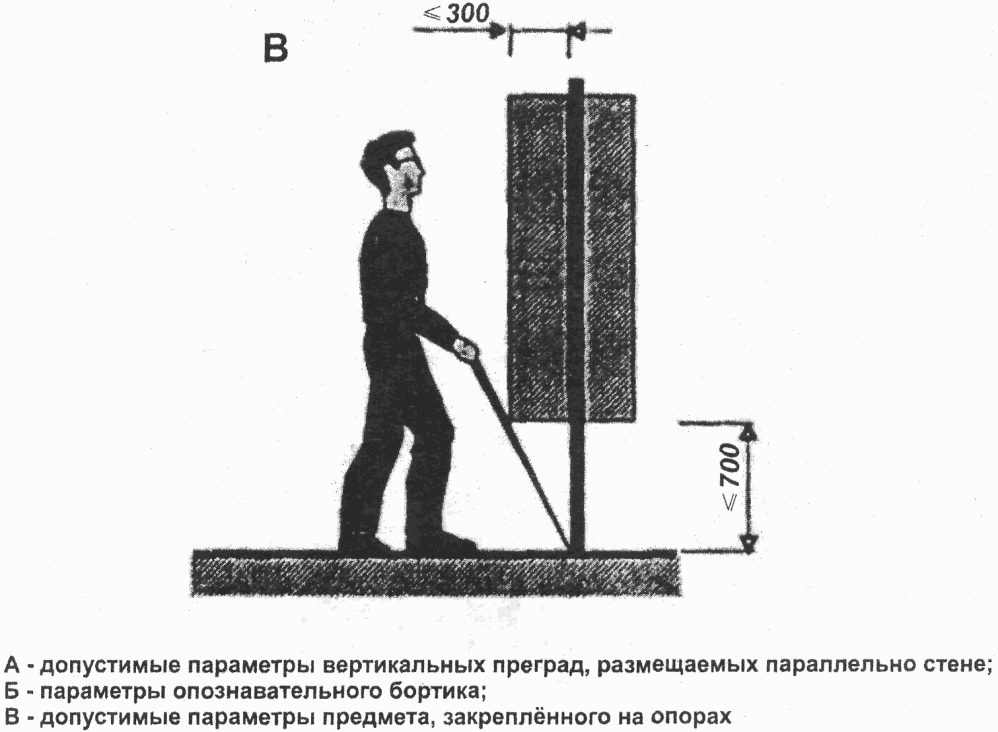 ≤ 300
В
≤ 700
А - допустимые параметры вертикальных преград, размещаемых параллельно стене;
Б - параметры опознавательного бортика;
В - допустимые параметры предмета, закреплённого на опорах